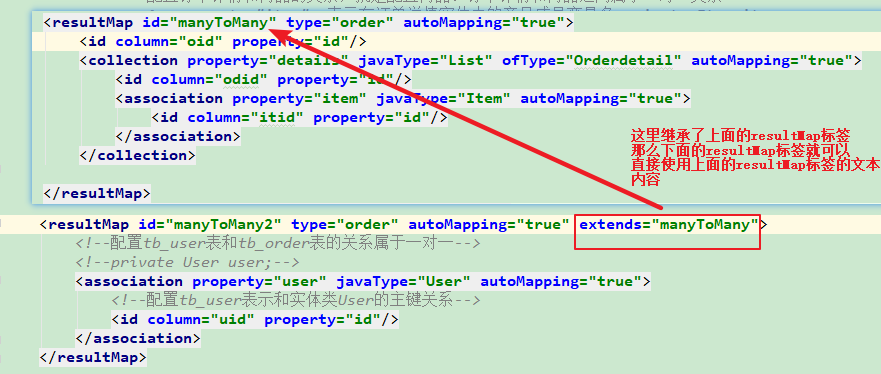 <resultMap id="manyToMany" type="order" autoMapping="true">
<id column="oid" property="id"/>
<collection property="details" javaType="List" ofType="Orderdetail" autoMapping="true">
<id column="odid" property="id"/>
<association property="item" javaType="Item" autoMapping="true">
<id column="itid" property="id"/>
</association>
</collection>
</resultMap>
这里继承了上面的resultMap标签
那么下面的resultMap标签就可以
直接使用上面的resultMap标签的文本
内容
<resultMap id="manyToMany2" type="order" autoMapping="true" extends="manyToMany">
<!--配置tb_user表和tb_order表的关系属于一对一-->
<!--private User user;-->
<association property="user" javaType="User" autoMapping="true">
<!--配置tb_user表示和实体类User的主键关系-->
<id column="uid" property="id"/>
</association>
</resultMap>